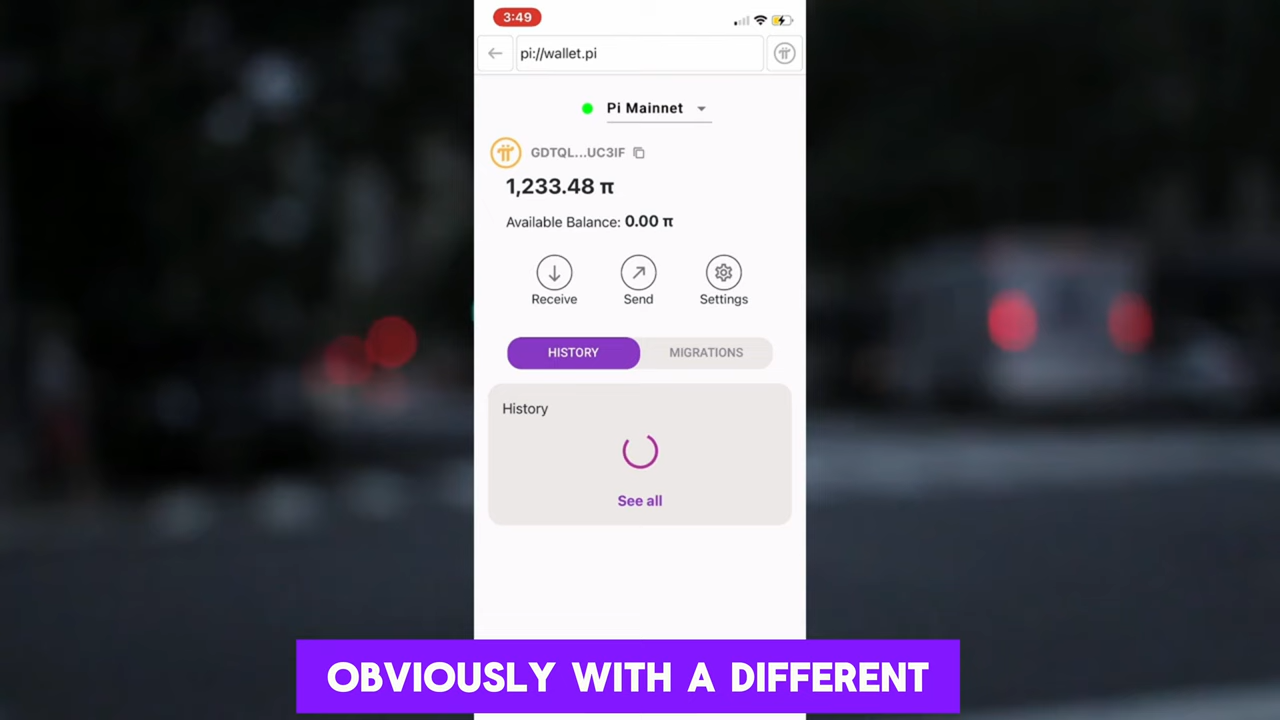 3:49
pi://wallet.pi
Pi Mainnet
GDTQL...UC3IF
1,233.48 π
Available Balance: 0.00 π
Receive Send Settings
HISTORY MIGRATIONS
History
See all
OBVIOUSLY WITH A DIFFERENT